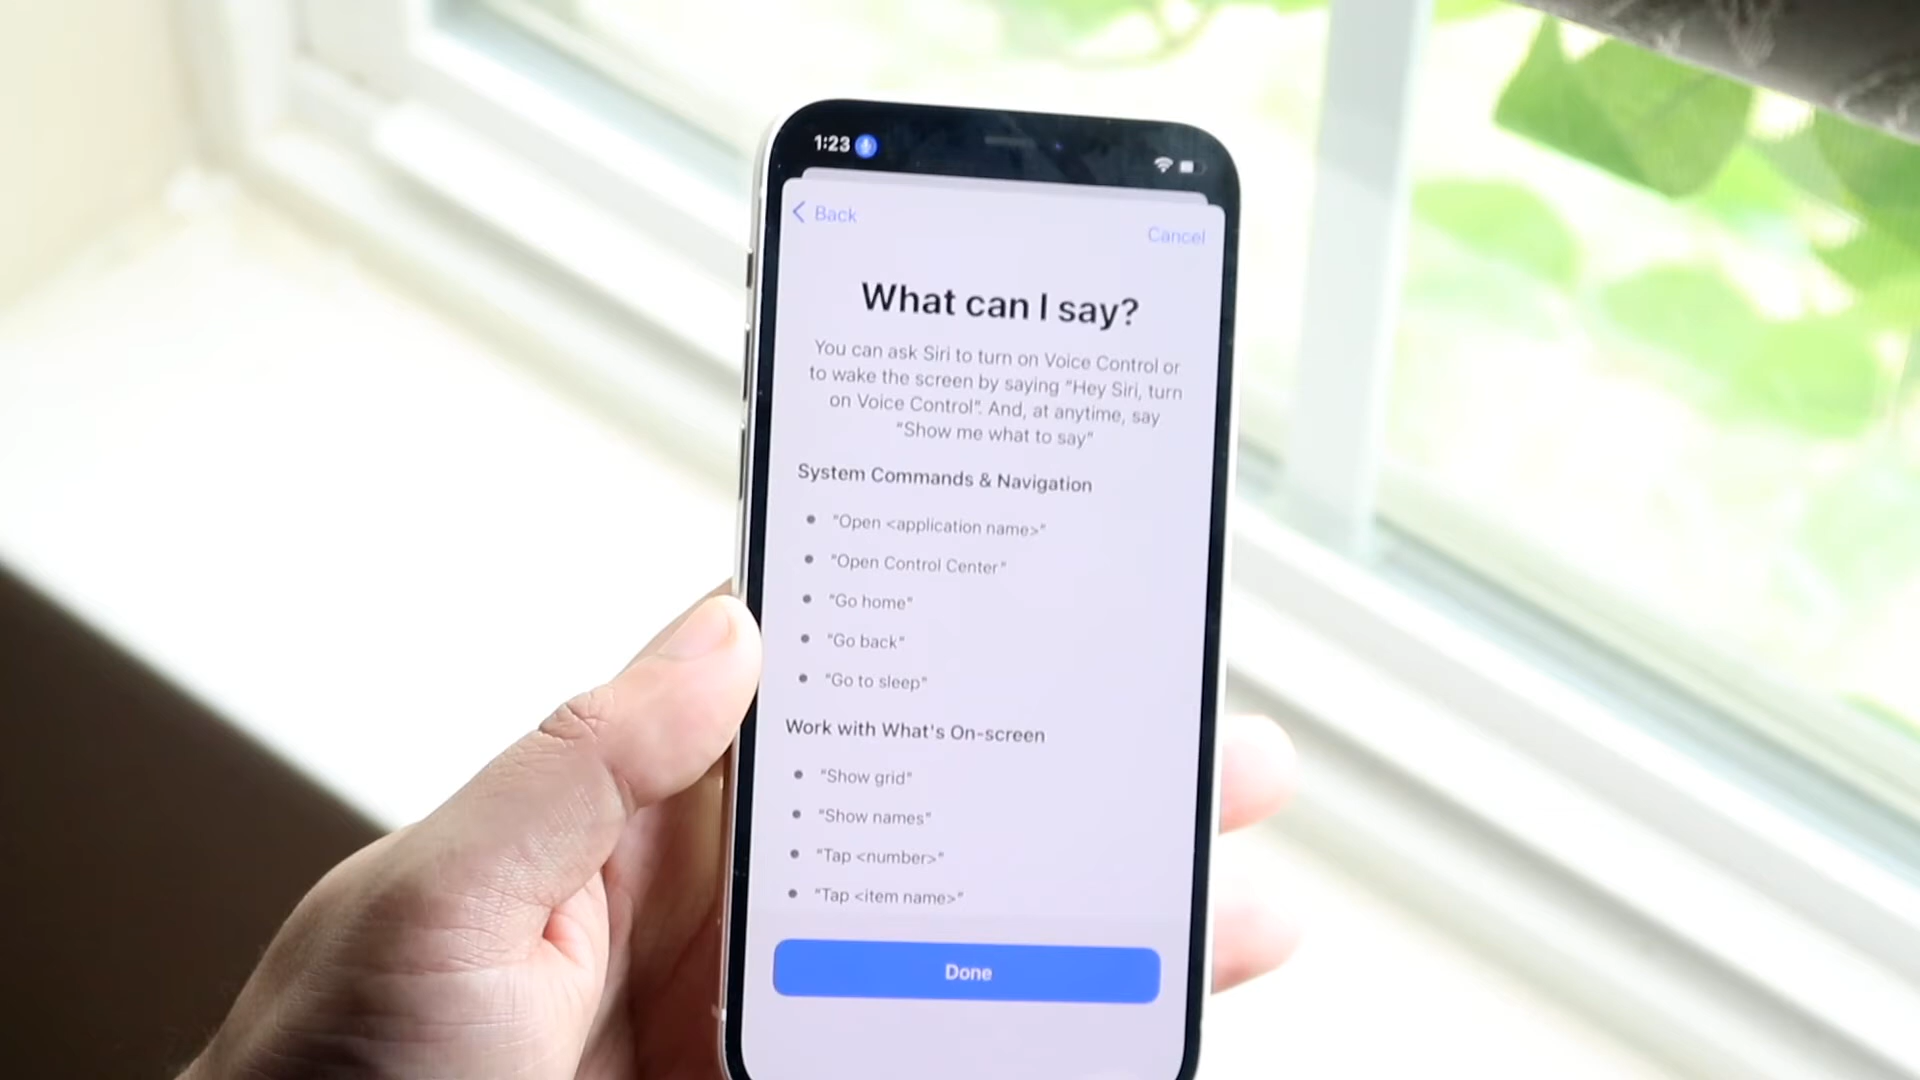 1:23
Back
Cancel
What can I say?
You can ask Siri to turn on Voice Control or
to wake the screen by saying "Hey Siri, turn
on Voice Control". And, at anytime, say
"Show me what to say"
System Commands & Navigation
"Open <application name>"
"Open Control Center"
"Go home"
"Go back"
"Go to sleep"
Work with What's On-screen
"Show grid"
"Show names"
"Tap <number>"
"Tap <item name>"
Done